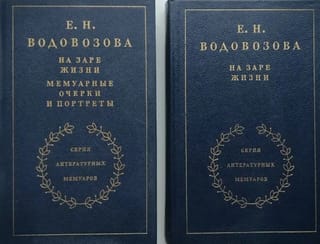 Е. Н.
ВОДОВОЗОВА
НА ЗАРЕ
ЖИЗНИ
МЕМУАРНЫЕ
ОЧЕРКИ
И ПОРТРЕТЫ
СЕРИЯ
ЛИТЕРАТУРНЫХ
МЕМУАРОВ
Е. Н.
ВОДОВОЗОВА
НА ЗАРЕ
ЖИЗНИ
СЕРИЯ
ЛИТЕРАТУРНЫХ
МЕМУАРОВ